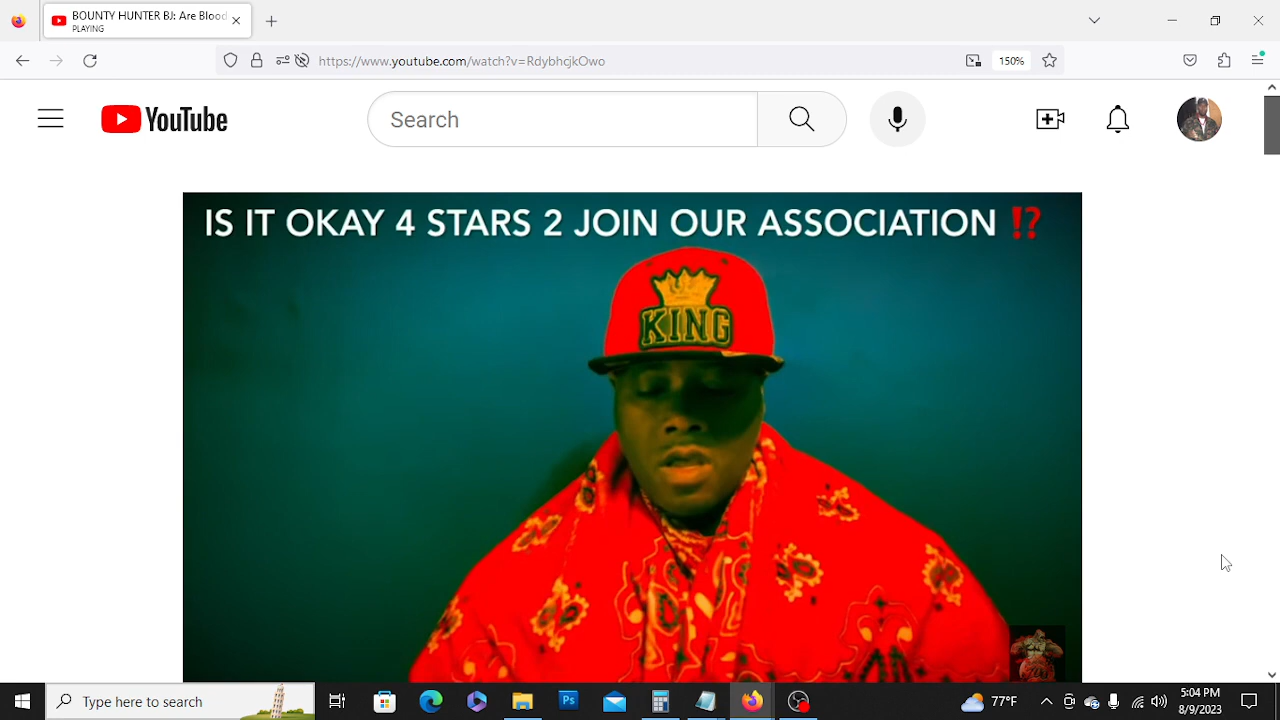 BOUNTY HUNTER BJ: Are Blood
PLAYING
https://www.youtube.com/watch?v=RdybhcjkOwo
150%
YouTube
Search
IS IT OKAY 4 STARS 2 JOIN OUR ASSOCIATION ⁉️
KING
Type here to search
Ps
77°F
5:04 PM
8/9/2023